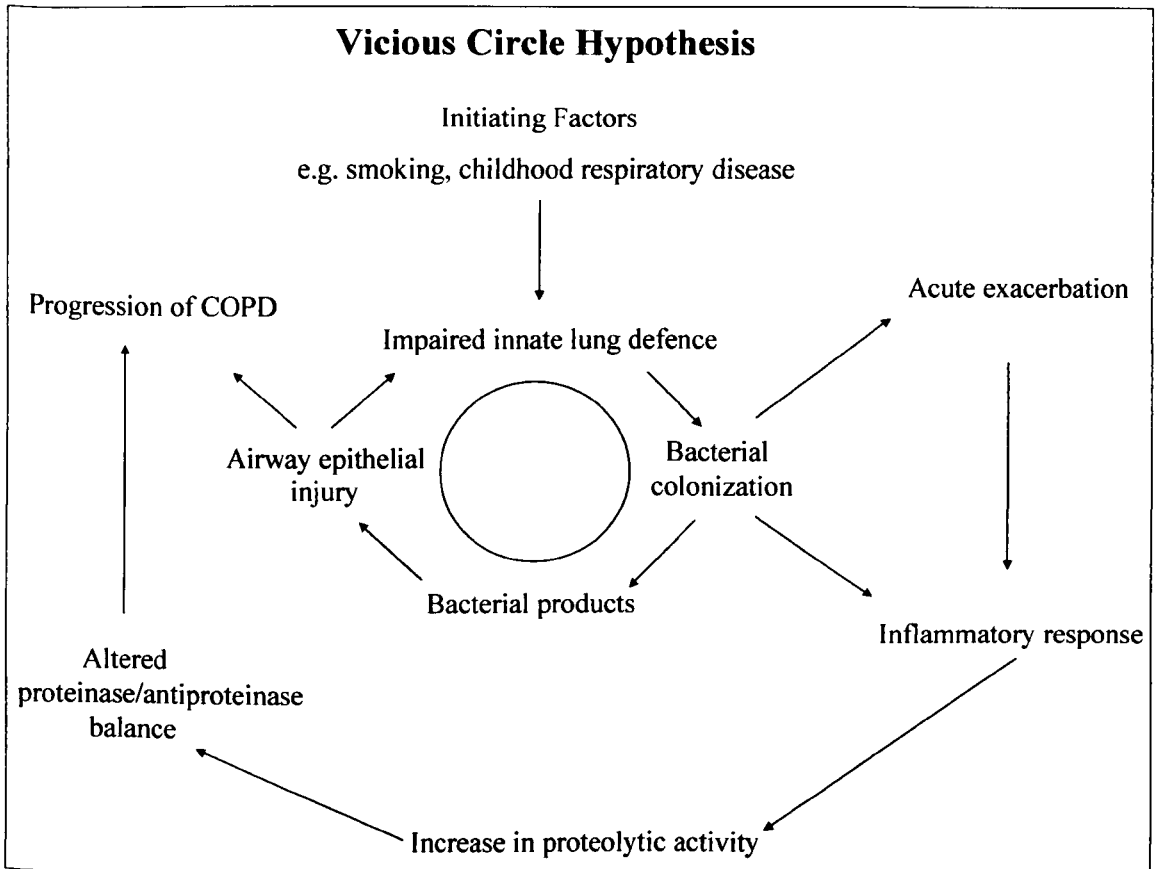 Vicious Circle Hypothesis
Initiating Factors
e.g. smoking, childhood respiratory disease
Progression of COPD
Acute exacerbation
Impaired innate lung defence
Airway epithelial
injury
Bacterial
colonization
Bacterial products
Inflammatory response
Altered
proteinase/antiproteinase
balance
Increase in proteolytic activity